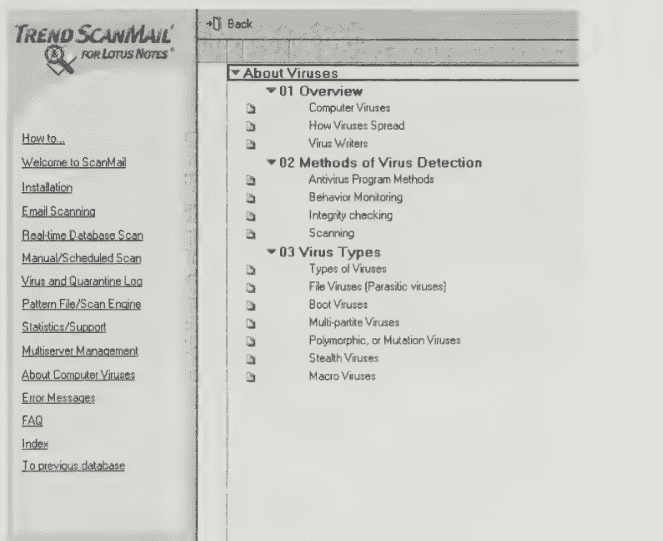 TREND SCANMAIL
FOR LOTUS NOTES
How to...
Welcome to ScanMail
Installation
Email Scanning
Real-time Database Scan
Manual/Scheduled Scan
Virus and Quarantine Log
Pattern File/Scan Engine
Statistics/Support
Multiserver Management
About Computer Viruses
Error Messages
FAQ
Index
To previous database
Back
About Viruses
01 Overview
Computer Viruses
How Viruses Spread
Virus Writers
02 Methods of Virus Detection
Antivirus Program Methods
Behavior Monitoring
Integrity checking
Scanning
03 Virus Types
Types of Viruses
File Viruses (Parasitic viruses)
Boot Viruses
Multi-partite Viruses
Polymorphic, or Mutation Viruses
Stealth Viruses
Macro Viruses